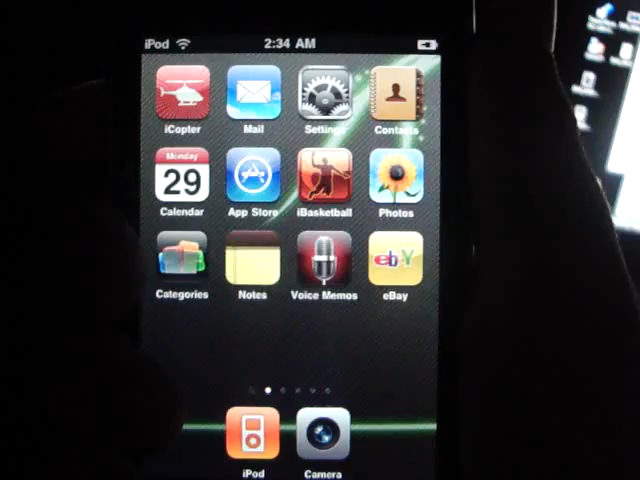 iPod 2:34 AM
iCopter Mail Settings Contacts
Monday
29
Calendar App Store iBasketball Photos
ebY
Categories Notes Voice Memos eBay
iPod Camera